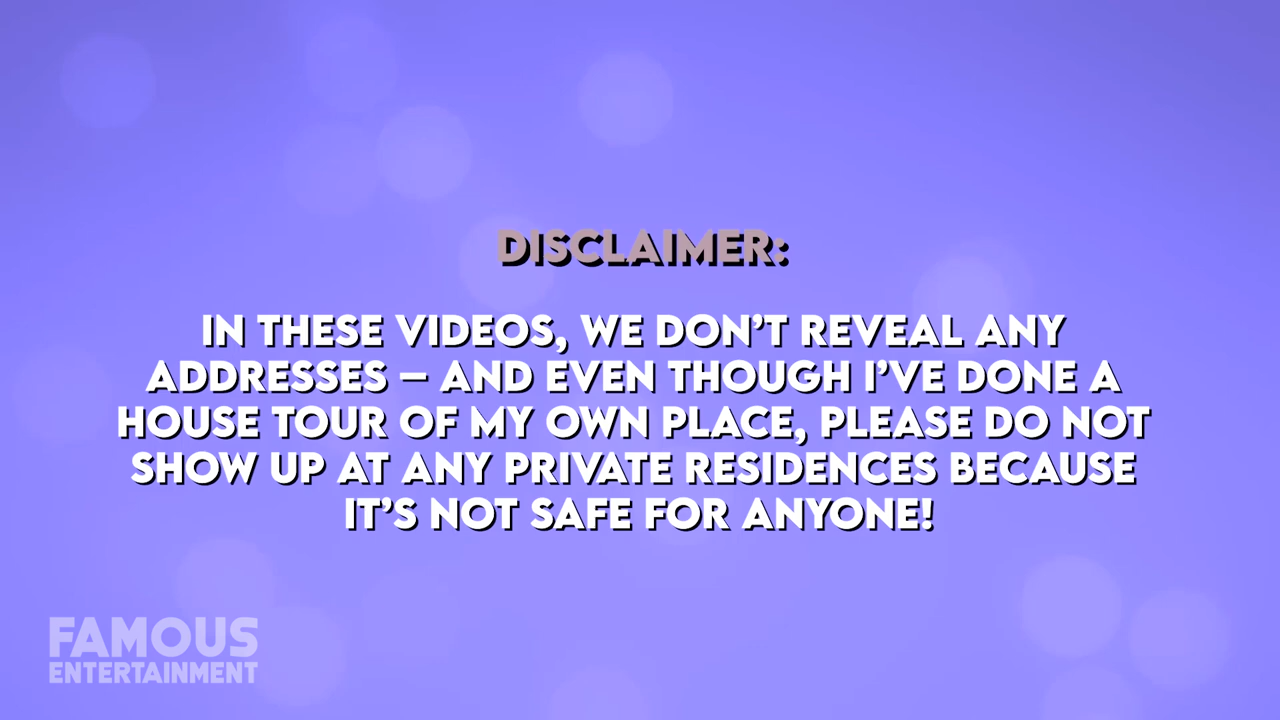 DISCLAIMER:
IN THESE VIDEOS, WE DON'T REVEAL ANY
ADDRESSES – AND EVEN THOUGH I'VE DONE A
HOUSE TOUR OF MY OWN PLACE, PLEASE DO NOT
SHOW UP AT ANY PRIVATE RESIDENCES BECAUSE
IT'S NOT SAFE FOR ANYONE!
FAMOUS
ENTERTAINMENT